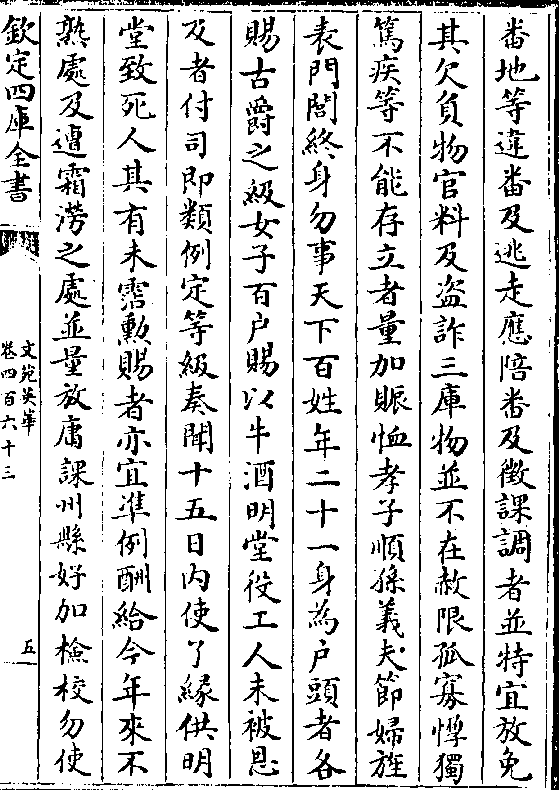 番地等違番及逃走應陪番及徵課調者並特宜放免
其欠負物官料及盗詐三庫物並不在赦限孤寡惸獨
篤疾等不能存立者量加賑恤孝子順孫義夫節婦旌
表門閭終身勿事天下百姓年二十一身為户頭者各
賜古爵之級女子百户賜以牛酒明堂役工人未被恩
及者付司即類例定等級奏聞十五日內使了緣供明
堂致死人其有未霑勲賜者亦宜準例酬給今年來不
熟處及遭霜澇之處並量放庸課州縣好加檢校勿使
欽定四庫全書
文苑英華
卷四百六十三
五